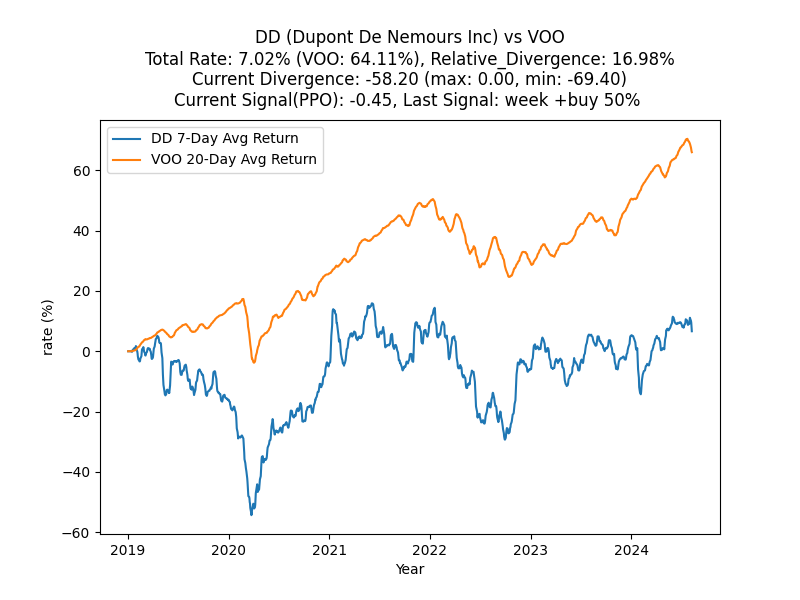 DD (Dupont De Nemours Inc) vs VOO
Total Rate: 7.02% (VOO: 64.11%), Relative_Divergence: 16.98%
Current Divergence: -58.20 (max: 0.00, min: -69.40)
Current Signal(PPO): -0.45, Last Signal: week +buy 50%
DD 7-Day Avg Return
VOO 20-Day Avg Return
60
40
20
0
−20
−40
−60
rate (%)
2019 2020 2021 2022 2023 2024
Year